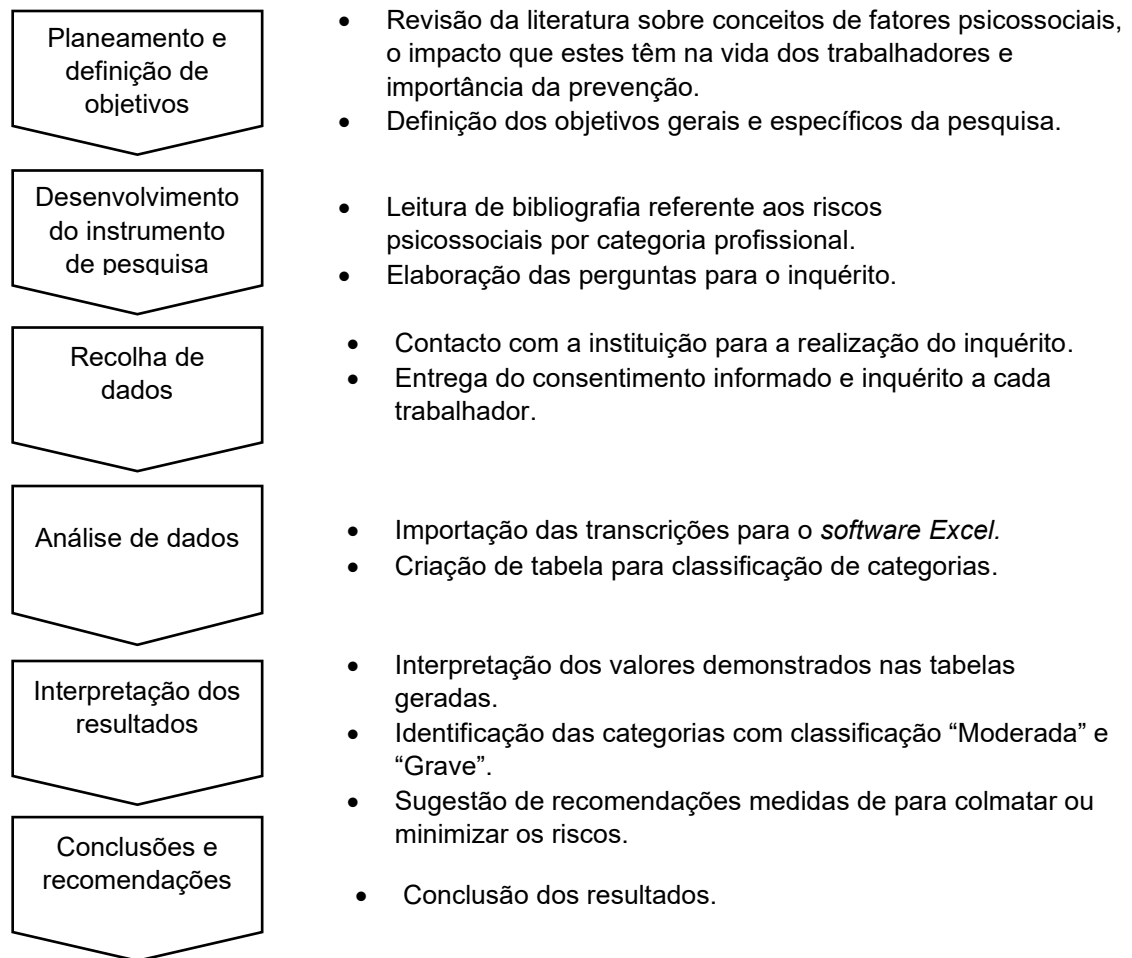 Planeamento e
definição de
objetivos
• Revisão da literatura sobre conceitos de fatores psicossociais,
o impacto que estes têm na vida dos trabalhadores e
importância da prevenção.
• Definição dos objetivos gerais e específicos da pesquisa.
Desenvolvimento
do instrumento
de pesquisa
• Leitura de bibliografia referente aos riscos
psicossociais por categoria profissional.
• Elaboração das perguntas para o inquérito.
Recolha de
dados
• Contacto com a instituição para a realização do inquérito.
• Entrega do consentimento informado e inquérito a cada
trabalhador.
Análise de dados
• Importação das transcrições para o software Excel.
• Criação de tabela para classificação de categorias.
Interpretação dos
resultados
• Interpretação dos valores demonstrados nas tabelas
geradas.
• Identificação das categorias com classificação “Moderada” e
“Grave”.
• Sugestão de recomendações medidas de para colmatar ou
minimizar os riscos.
Conclusões e
recomendações
• Conclusão dos resultados.